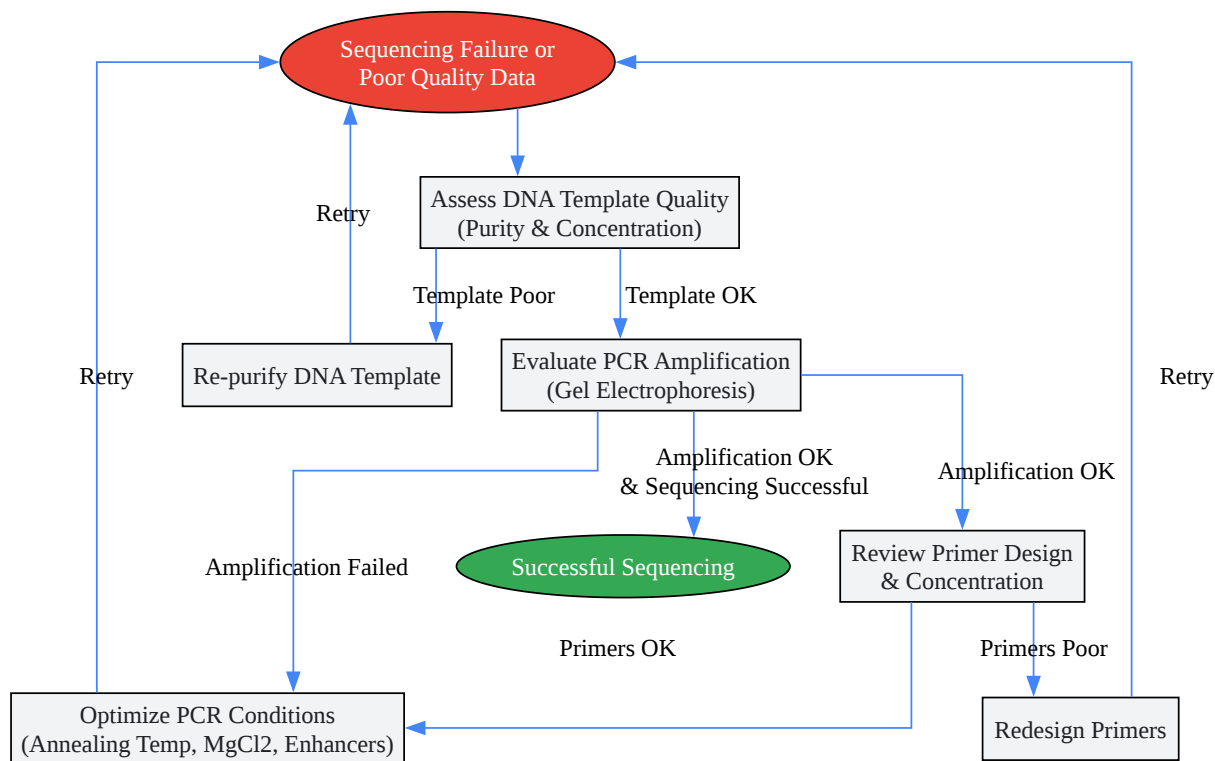 Sequencing Failure or
Poor Quality Data
Assess DNA Template Quality
(Purity & Concentration)
Retry
Template Poor
Template OK
Re-purify DNA Template
Evaluate PCR Amplification
(Gel Electrophoresis)
Retry
Retry
Amplification OK
& Sequencing Successful
Amplification OK
Amplification Failed
Successful Sequencing
Review Primer Design
& Concentration
Primers OK
Primers Poor
Optimize PCR Conditions
(Annealing Temp, MgCl2, Enhancers)
Redesign Primers